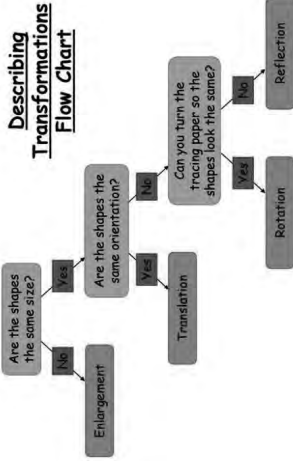 Describing
Transformations
Flow Chart
Are the shapes
the same size?
No
Yes
Enlargement
Are the shapes the
same orientation?
Yes
No
Translation
Can you turn the
tracing paper so the
shapes look the same?
Yes
No
Rotation
Reflection